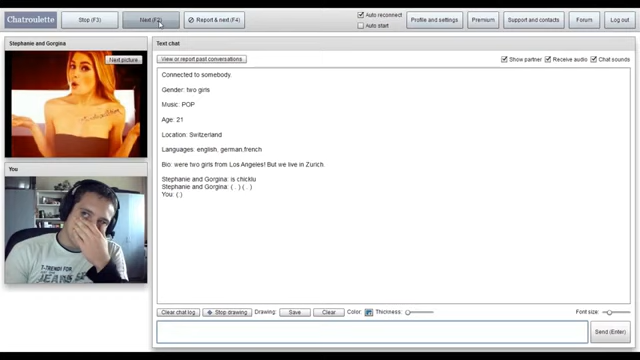 Chatroulette
Stop (F3)
Next (F2)
Report & next (F4)
Auto reconnect
Auto start
Profile and settings
Premium
Support and contacts
Forum
Log out
Stephanie and Gorgina
Next picture
Text chat
View or report past conversations
Show partner
Receive audio
Chat sounds
Connected to somebody.
Gender: two girls
Music: POP
Age: 21
Location: Switzerland
Languages: english, german,french
Bio: were two girls from Los Angeles! But we live in Zurich
Stephanie and Gorgina: is chicklu
Stephanie and Gorgina: ( . ) ( . )
You: (:)
You
T-TRENDI FOR
JEANS
Clear chat log
Stop drawing
Drawing:
Save
Clear
Color:
Thickness:
Font size:
Send (Enter)